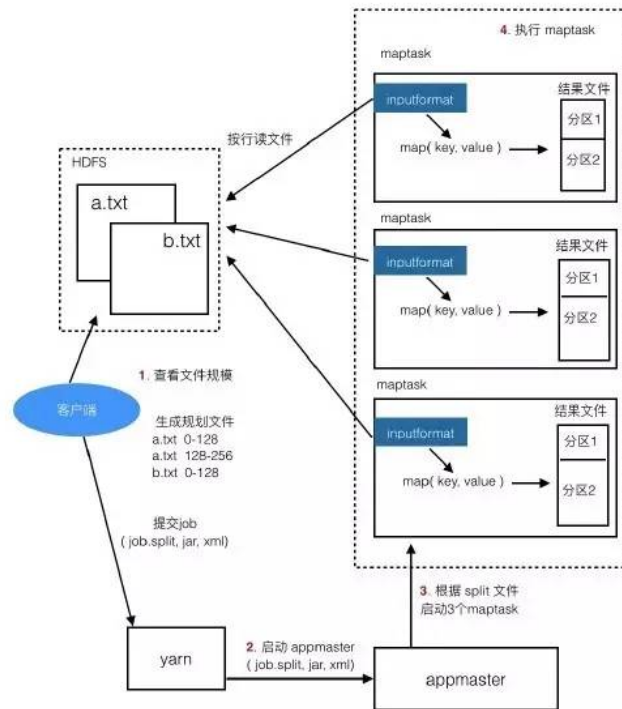 4. 执行 maptask
maptask
inputformat
map( key, value )
结果文件
分区1
分区2
按行读文件
HDFS
a.txt
b.txt
maptask
inputformat
map( key, value )
结果文件
分区1
分区2
maptask
inputformat
map( key, value )
结果文件
分区1
分区2
1. 查看文件规模
客户端
生成规划文件
a.txt 0-128
a.txt 128-256
b.txt 0-128
提交job
( job.split, jar, xml)
3. 根据 split 文件
启动3个maptask
2. 启动 appmaster
( job.split, jar, xml)
yarn
appmaster